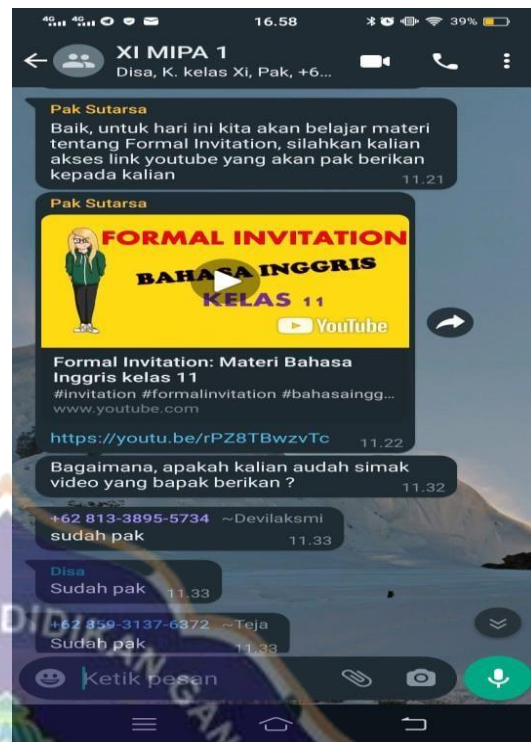 4G 4G 16.58 39%
XI MIPA 1
Disa, K. kelas Xi, Pak, +6...
Pak Sutarsa
Baik, untuk hari ini kita akan belajar materi
tentang Formal Invitation, silahkan kalian
akses link youtube yang akan pak berikan
kepada kalian
11.21
Pak Sutarsa
FORMAL INVITATION
BAHASA INGGRIS
KELAS 11
YouTube
Formal Invitation: Materi Bahasa
Inggris kelas 11
#invitation #formalinvitation #bahasaingg...
www.youtube.com
https://youtu.be/rPZ8TBwzvTc 11.22
Bagaimana, apakah kalian audah simak
video yang bapak berikan ?
11.32
+62 813-3895-5734 ~Devilaksmi
sudah pak 11.33
Disa
Sudah pak 11.33
+62 859-3137-6372 ~Teja
Sudah pak 11.33
Ketik pesan
DIDIKAN GAN